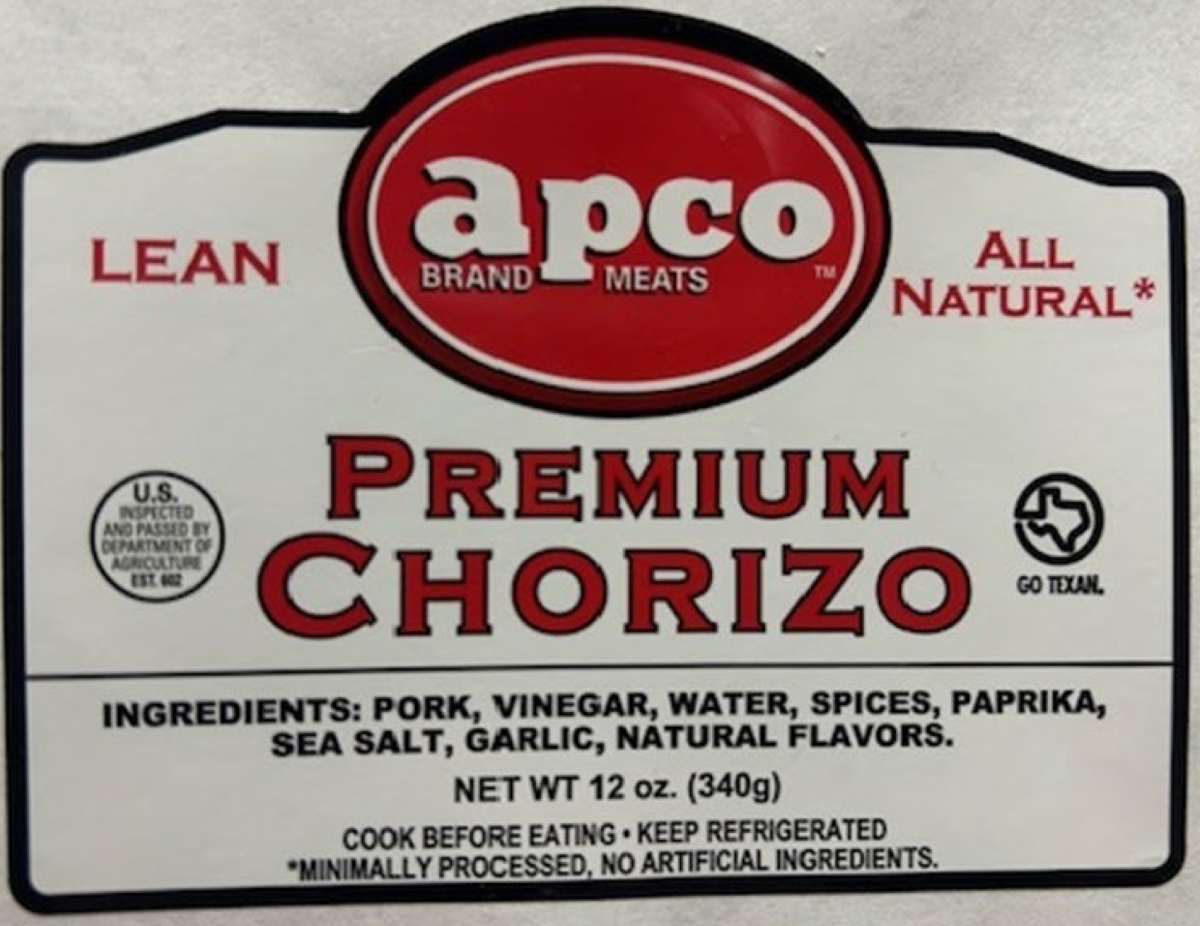 apco
BRAND MEATS
TM
LEAN
ALL
NATURAL*
PREMIUM
CHORIZO
U.S.
INSPECTED
AND PASSED BY
DEPARTMENT OF
AGRICULTURE
EST. 602
GO TEXAN.
INGREDIENTS: PORK, VINEGAR, WATER, SPICES, PAPRIKA,
SEA SALT, GARLIC, NATURAL FLAVORS.
NET WT 12 oz. (340g)
COOK BEFORE EATING • KEEP REFRIGERATED
*MINIMALLY PROCESSED, NO ARTIFICIAL INGREDIENTS.